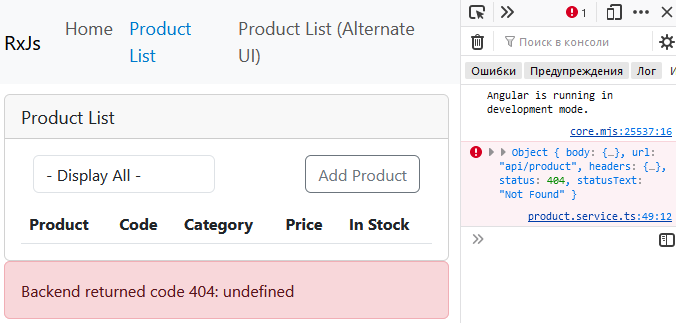 RxJs
Home
Product
List
Product List (Alternate
UI)
Product List
- Display All -
Add Product
Product Code Category Price In Stock
Backend returned code 404: undefined
1
Поиск в консоли
Ошибки Предупреждения Лог И
Angular is running in
development mode.
core.mjs:25537:16
Object { body: {…}, url:
"api/product", headers: {…},
status: 404, statusText:
"Not Found" }
product.service.ts:49:12